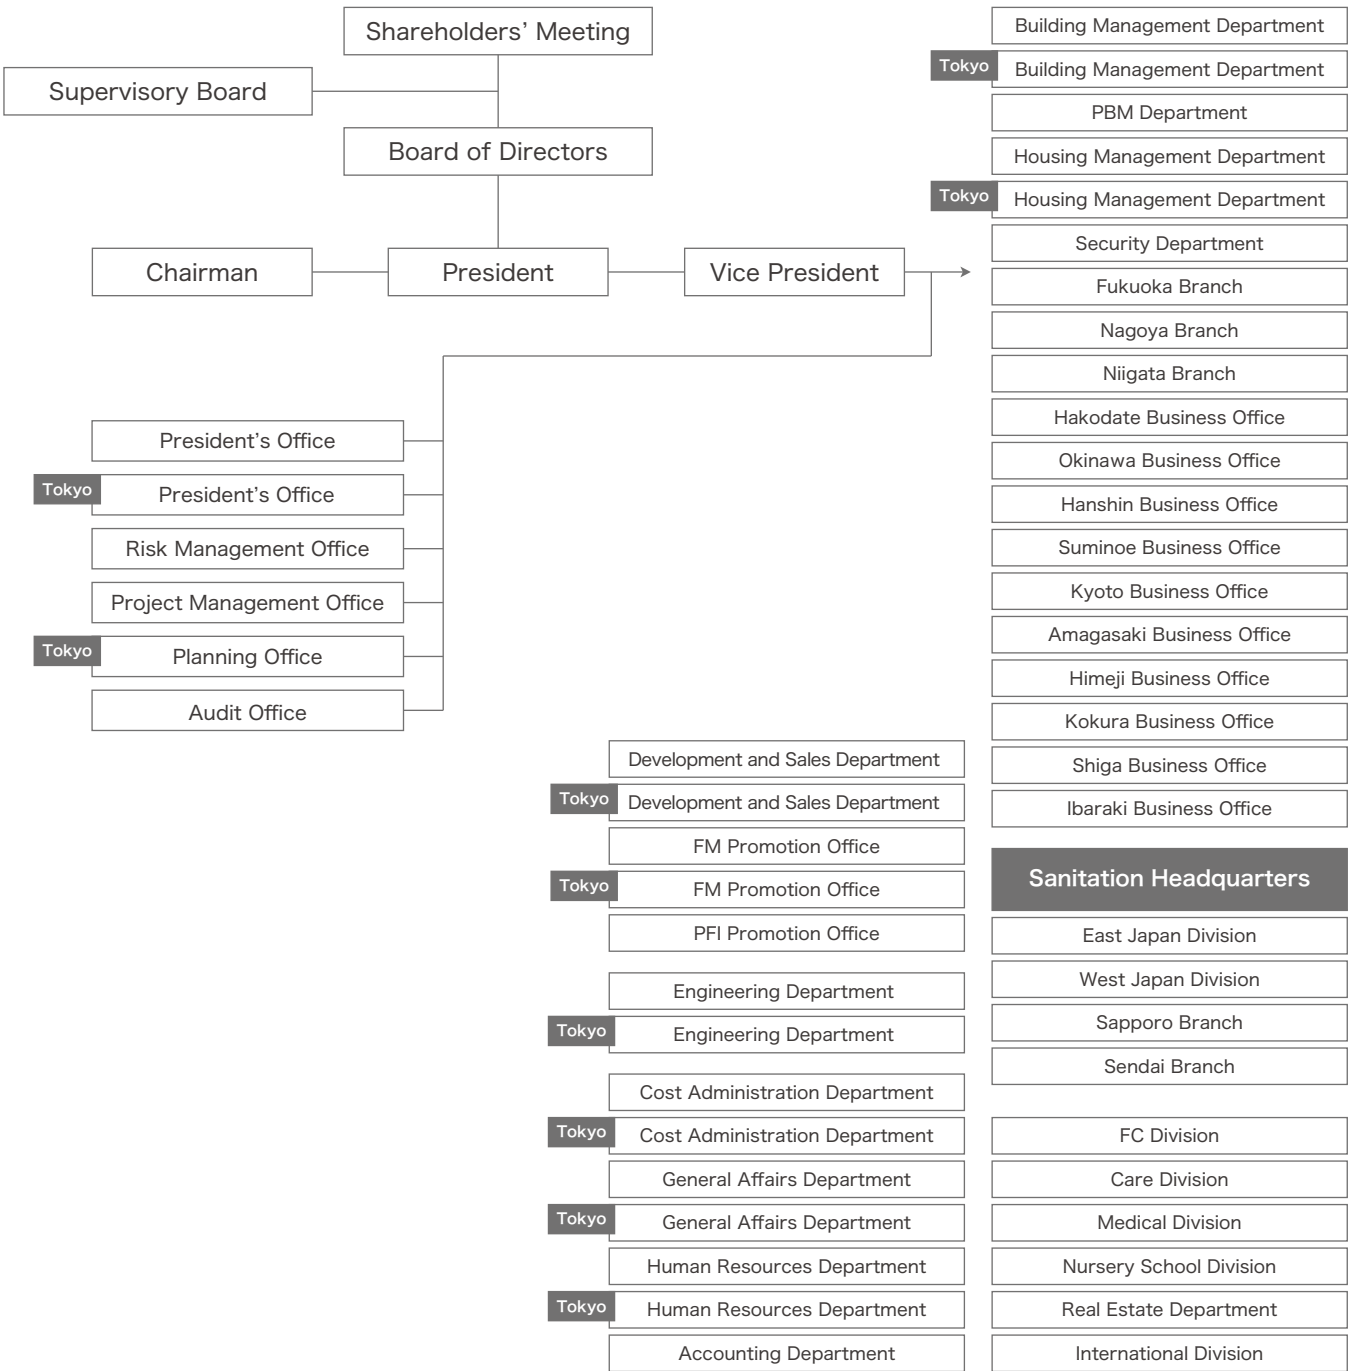 Shareholders’ Meeting
Supervisory Board
Board of Directors
Chairman
President
Vice President
President’s Office
Tokyo
President’s Office
Risk Management Office
Project Management Office
Tokyo
Planning Office
Audit Office
Development and Sales Department
Tokyo
Development and Sales Department
FM Promotion Office
Tokyo
FM Promotion Office
PFI Promotion Office
Engineering Department
Tokyo
Engineering Department
Cost Administration Department
Tokyo
Cost Administration Department
General Affairs Department
Tokyo
General Affairs Department
Human Resources Department
Tokyo
Human Resources Department
Accounting Department
Building Management Department
Tokyo
Building Management Department
PBM Department
Housing Management Department
Tokyo
Housing Management Department
Security Department
Fukuoka Branch
Nagoya Branch
Niigata Branch
Hakodate Business Office
Okinawa Business Office
Hanshin Business Office
Suminoe Business Office
Kyoto Business Office
Amagasaki Business Office
Himeji Business Office
Kokura Business Office
Shiga Business Office
Ibaraki Business Office
Sanitation Headquarters
East Japan Division
West Japan Division
Sapporo Branch
Sendai Branch
FC Division
Care Division
Medical Division
Nursery School Division
Real Estate Department
International Division